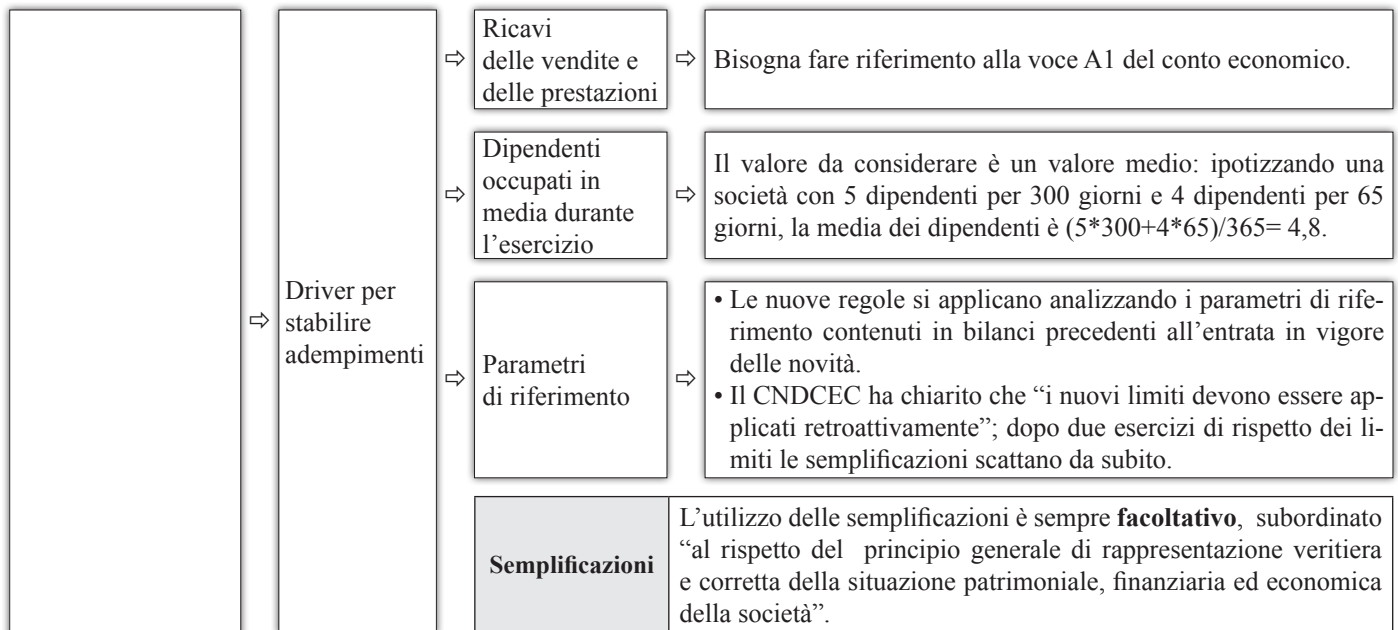 Driver per
stabilire
adempimenti
Ricavi
delle vendite e
delle prestazioni
Bisogna fare riferimento alla voce A1 del conto economico.
Dipendenti
occupati in
media durante
l’esercizio
Il valore da considerare è un valore medio: ipotizzando una
società con 5 dipendenti per 300 giorni e 4 dipendenti per 65
giorni, la media dei dipendenti è (5*300+4*65)/365= 4,8.
Parametri
di riferimento
• Le nuove regole si applicano analizzando i parametri di rife-
rimento contenuti in bilanci precedenti all’entrata in vigore
delle novità.
• Il CNDCEC ha chiarito che “i nuovi limiti devono essere ap-
plicati retroattivamente”; dopo due esercizi di rispetto dei li-
miti le semplificazioni scattano da subito.
Semplificazioni
L’utilizzo delle semplificazioni è sempre facoltativo, subordinato
“al rispetto del principio generale di rappresentazione veritiera
e corretta della situazione patrimoniale, finanziaria ed economica
della società”.